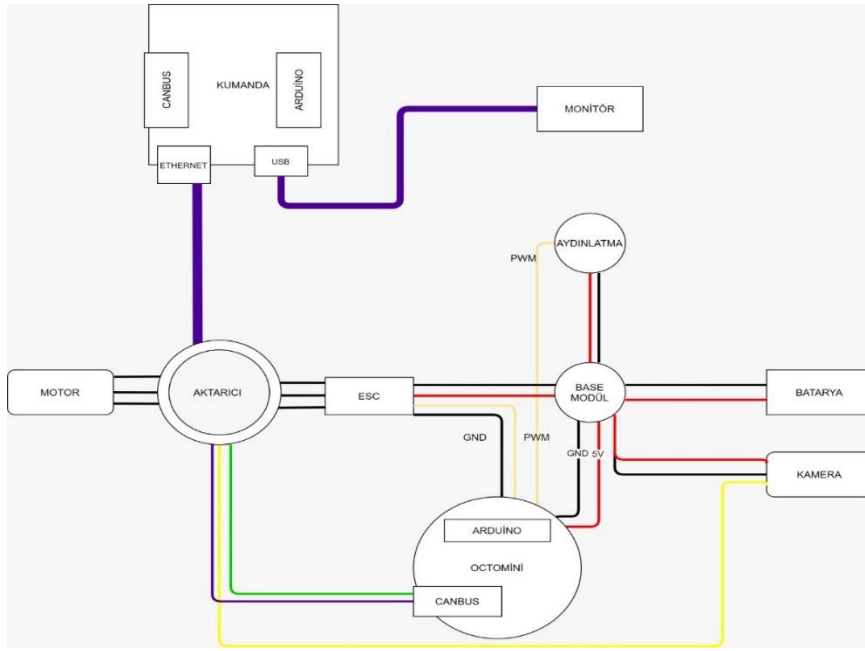 CANBUS
KUMANDA
ARDUİNO
ETHERNET
USB
MONİTÖR
AYDINLATMA
PWM
MOTOR
AKTARICI
ESC
BASE
MODÜL
BATARYA
GND
PWM
GND
5V
KAMERA
ARDUİNO
OCTOMİNİ
CANBUS